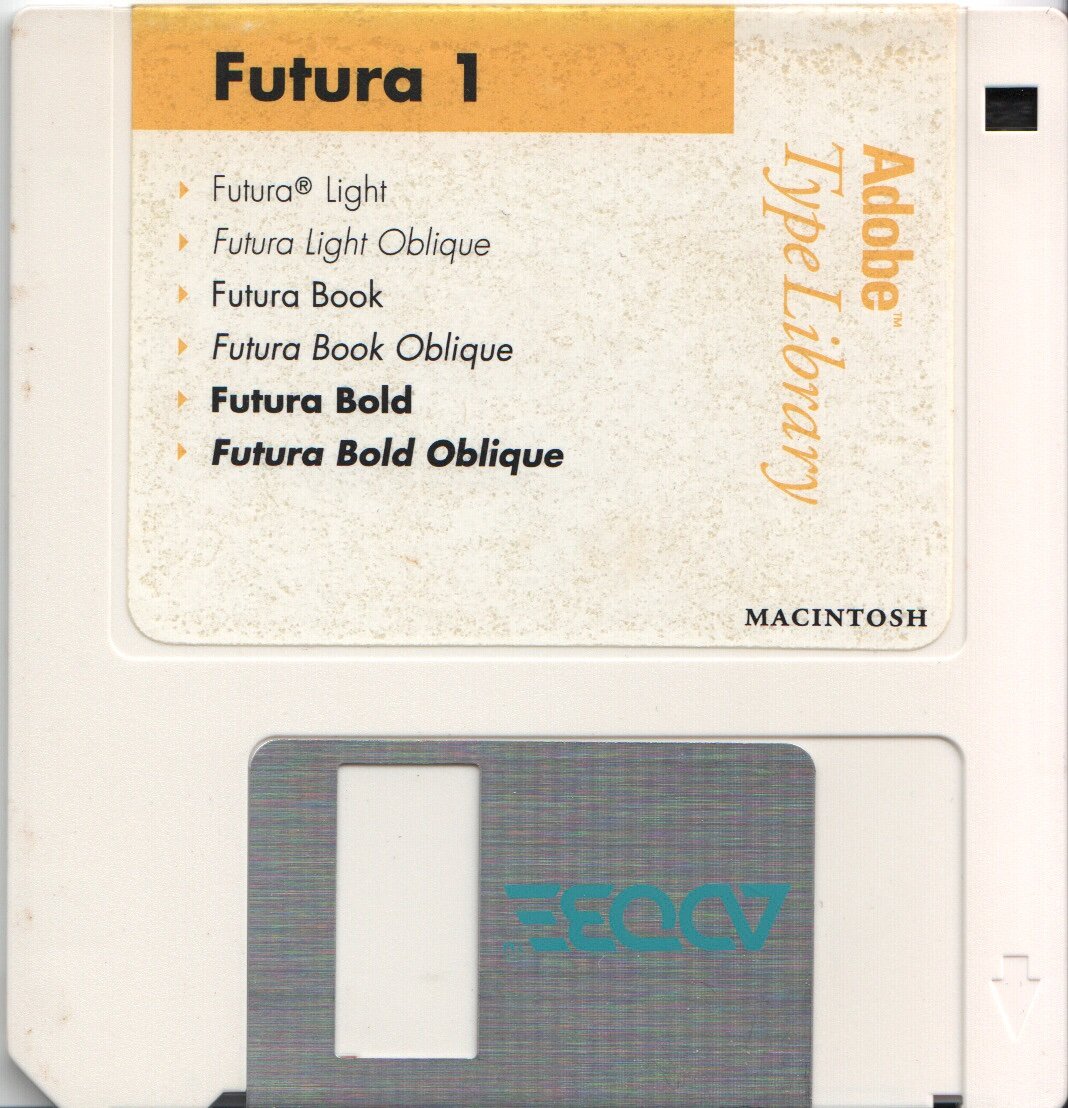 Futura 1
Futura® Light
Futura Light Oblique
Futura Book
Futura Book Oblique
Futura Bold
Futura Bold Oblique
Adobe™
Type Library
MACINTOSH
ADOBE